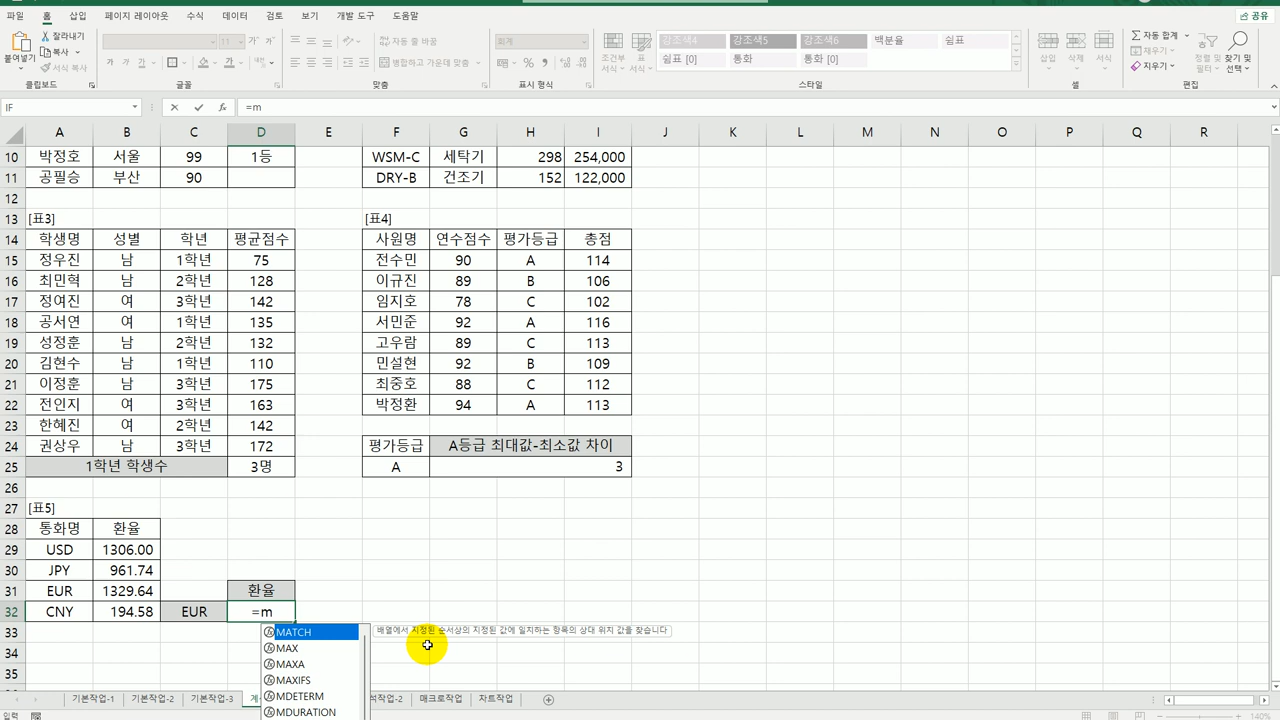 파일 홈 삽입 페이지 레이아웃 수식 데이터 검토 보기 개발 도구 도움말 공유
붙여넣기 잘라내기 복사 서식 복사 클립보드
11 가 가 가 글꼴
자동 줄 바꿈 병합하고 가운데 맞춤 맞춤
회계 % 표시 형식
조건부 서식 표 서식
강조색4 강조색5 강조색6 백분율 쉼표
쉼표 [0] 통화 통화 [0]
스타일
삽입 삭제 서식 셀
자동 합계 채우기 지우기 정렬 및 필터 찾기 및 선택 편집
IF fx =m
A B C D E F G H I J K L M N O P Q R
10 박정호 서울 99 1등 WSM-C 세탁기 298 254,000
11 공필승 부산 90 DRY-B 건조기 152 122,000
12
13 [표3] [표4]
14 학생명 성별 학년 평균점수 사원명 연수점수 평가등급 총점
15 정우진 남 1학년 75 전수민 90 A 114
16 최민혁 남 2학년 128 이규진 89 B 106
17 정여진 여 3학년 142 임지호 78 C 102
18 공서연 여 1학년 135 서민준 92 A 116
19 성정훈 남 2학년 132 고우람 89 C 113
20 김현수 남 1학년 110 민설현 92 B 109
21 이정훈 남 3학년 175 최중호 88 C 112
22 전인지 여 3학년 163 박정환 94 A 113
23 한혜진 여 2학년 142
24 권상우 남 3학년 172 평가등급 A등급 최대값-최소값 차이
25 1학년 학생수 3명 A 3
26
27 [표5]
28 통화명 환율
29 USD 1306.00
30 JPY 961.74
31 EUR 1329.64 환율
32 CNY 194.58 EUR =m
33 MATCH 배열에서 지정된 순서상의 지정된 값에 일치하는 항목의 상대 위치 값을 찾습니다
34 MAX
MAXA
35 MAXIFS
MDETERM
MDURATION
기본작업-1 기본작업-2 기본작업-3 매크로작업 차트작업
입력 140%